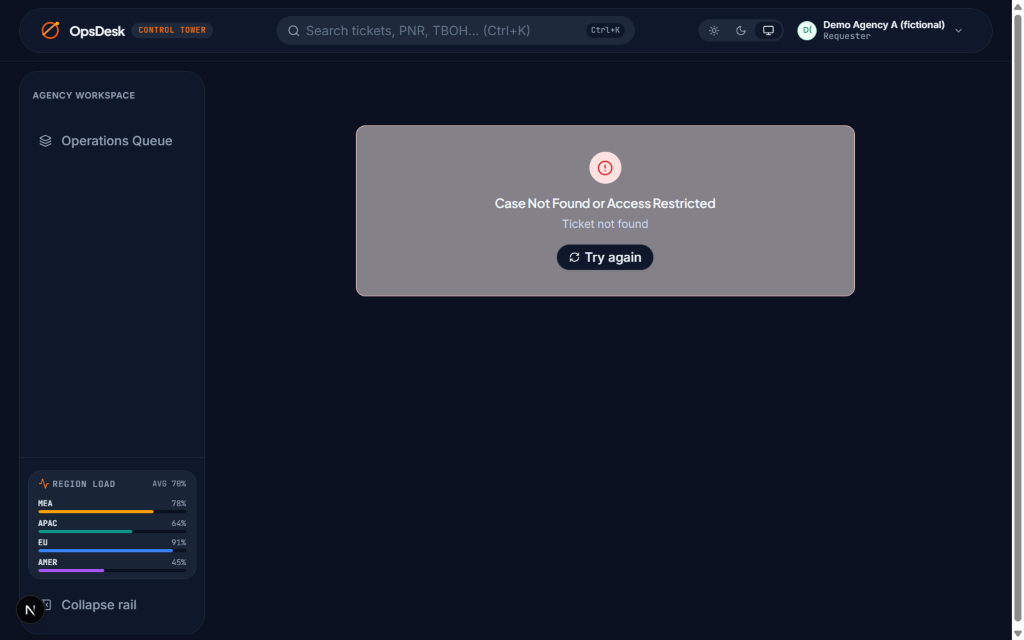 OpsDesk CONTROL TOWER
Search tickets, PNR, TBOH... (Ctrl+K) Ctrl+K
D( Demo Agency A (fictional)
Requester
AGENCY WORKSPACE
Operations Queue
Case Not Found or Access Restricted
Ticket not found
Try again
REGION LOAD AVG 70%
MEA 78%
APAC 64%
EU 91%
AMER 45%
N Collapse rail